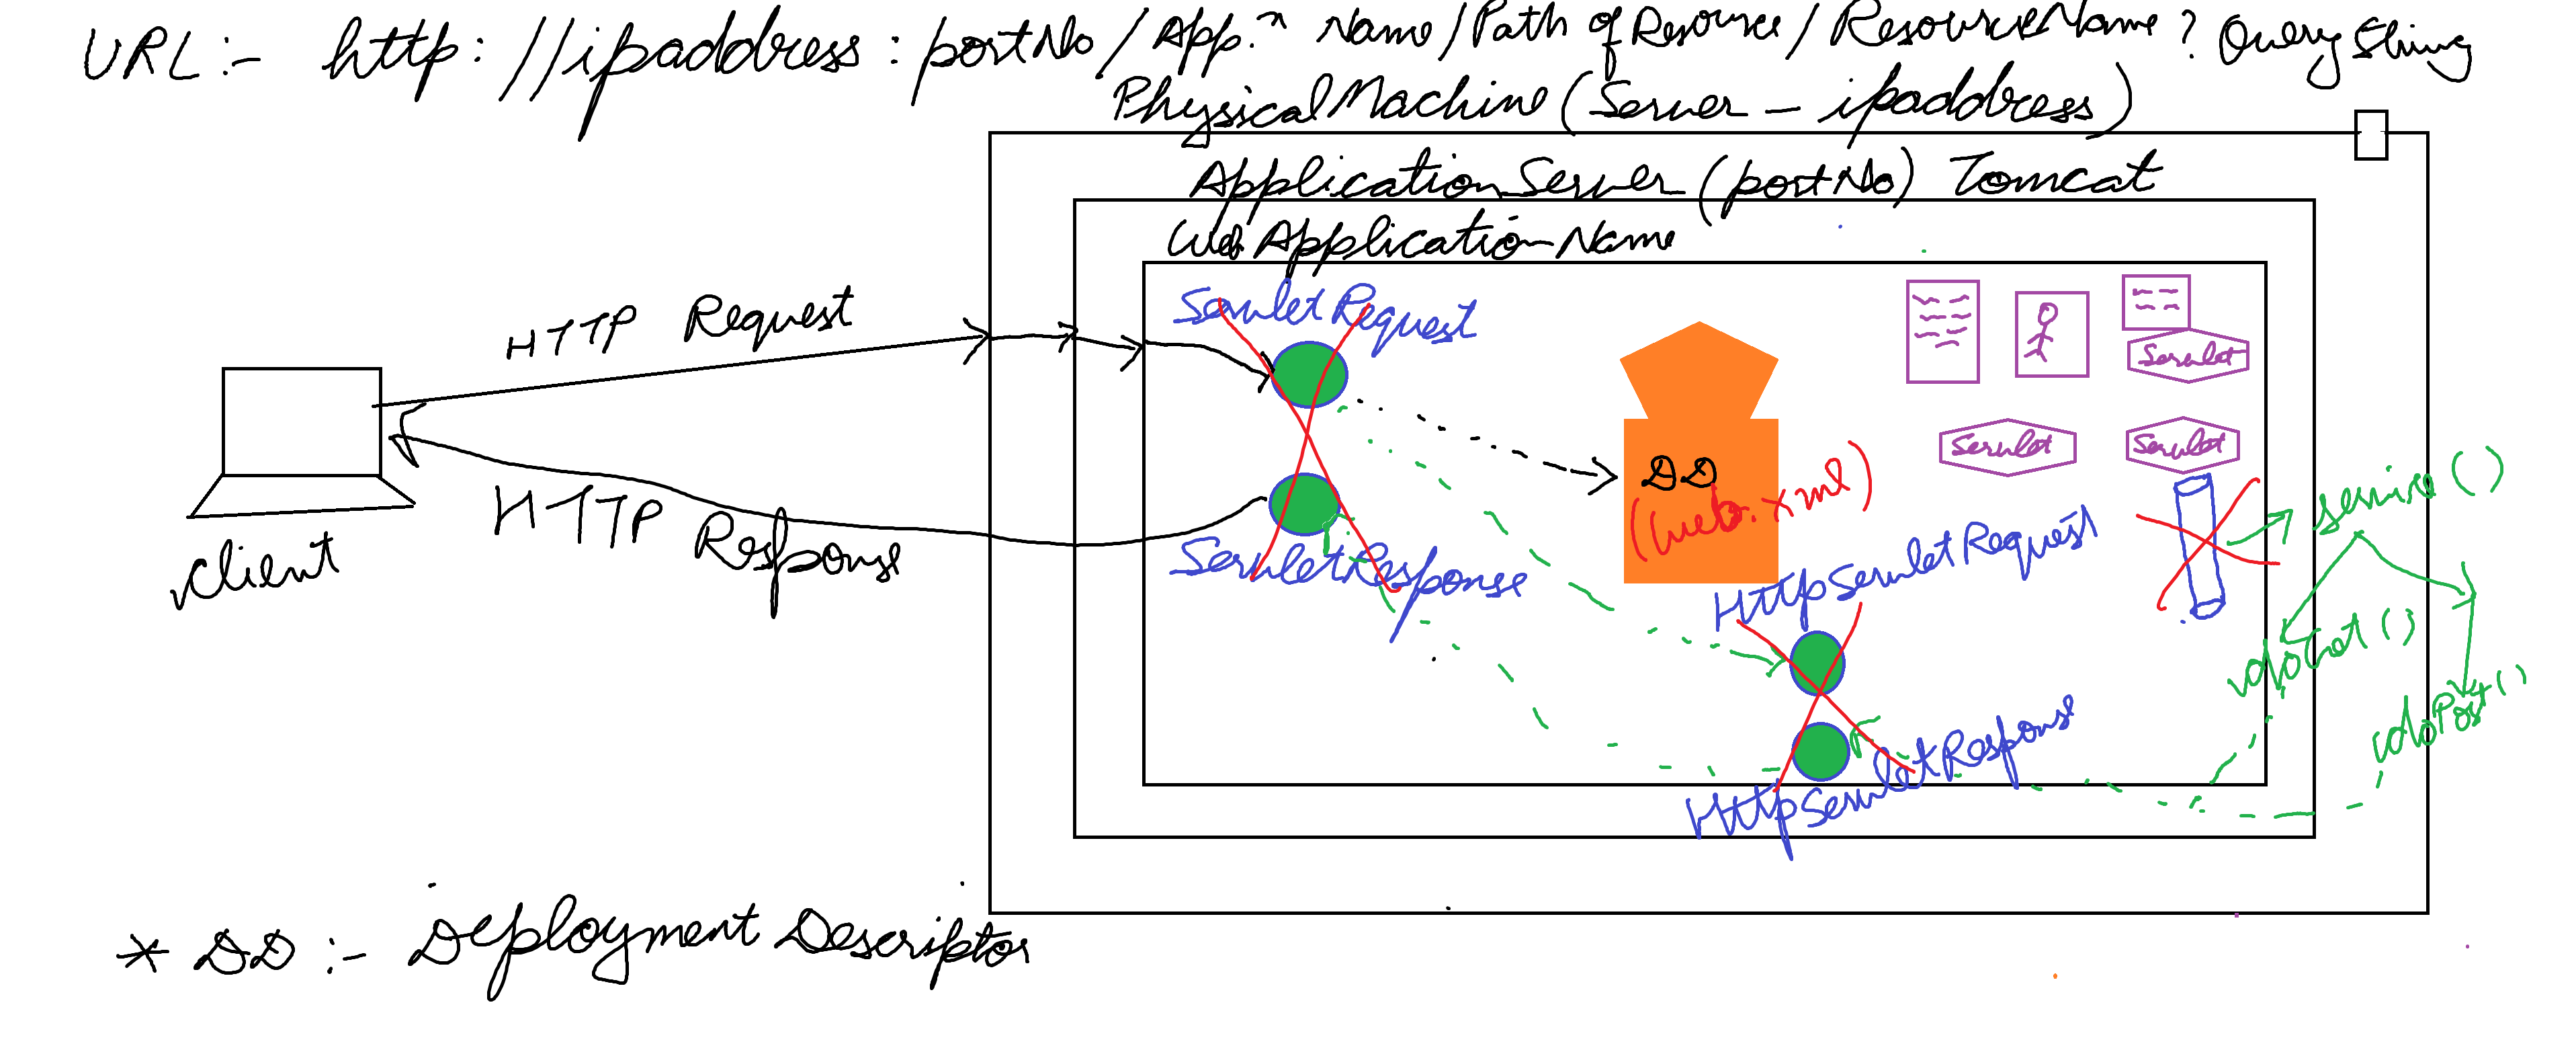 URL:- http://ipaddress:portNo/App.n Name/Path of Resource/Resource Name? Query String
Physical Machine (Server - ipaddress)
Application Server (portNo) Tomcat
Web Application Name
ServletRequest
HTTP Request
Servlet
Servlet
Servlet
DD
(web.xml)
service()
HTTP Response
ServletResponse
HttpServletRequest
client
doGet()
doPost()
HttpServletResponse
* DD :- Deployment Descriptor